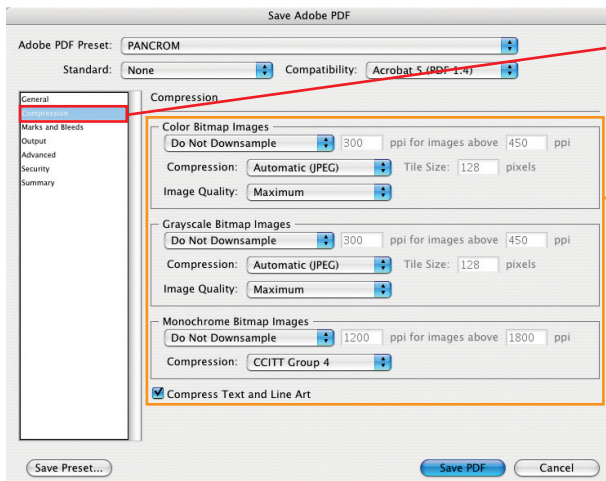 Save Adobe PDF
Adobe PDF Preset: PANCROM
Standard: None Compatibility: Acrobat 5 (PDF 1.4)
General
Compression
Marks and Bleeds
Output
Advanced
Security
Summary
Compression
Color Bitmap Images
Do Not Downsample 300 ppi for images above 450 ppi
Compression: Automatic (JPEG) Tile Size: 128 pixels
Image Quality: Maximum
Grayscale Bitmap Images
Do Not Downsample 300 ppi for images above 450 ppi
Compression: Automatic (JPEG) Tile Size: 128 pixels
Image Quality: Maximum
Monochrome Bitmap Images
Do Not Downsample 1200 ppi for images above 1800 ppi
Compression: CCITT Group 4
Compress Text and Line Art
Save Preset... Save PDF Cancel